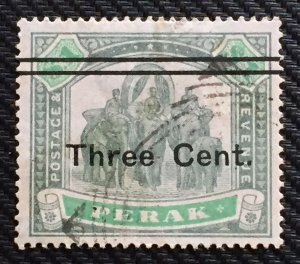 POSTAGE &
REVENUE
Three Cent.
PERAK